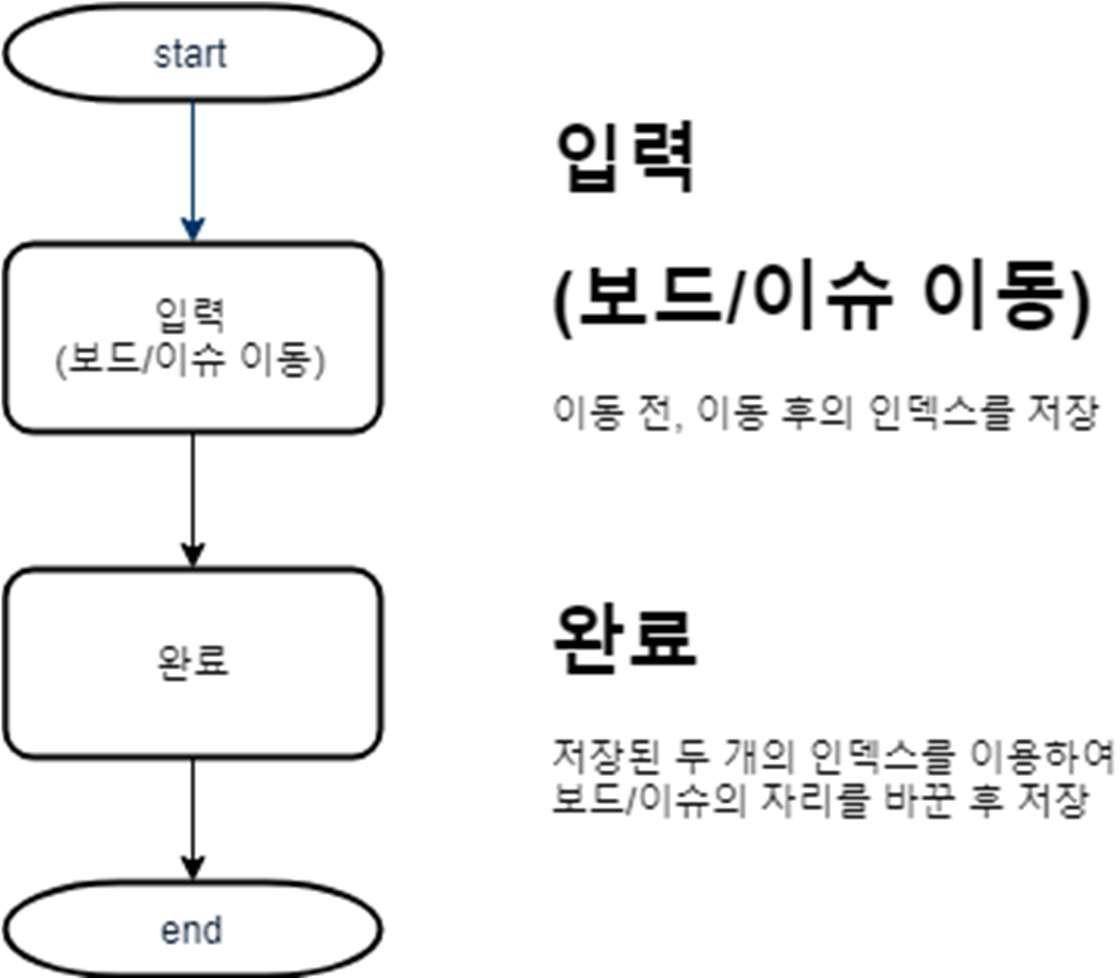 start
입력
(보드/이슈 이동)
완료
end
입력
(보드/이슈 이동)
이동 전, 이동 후의 인덱스를 저장
완료
저장된 두 개의 인덱스를 이용하여
보드/이슈의 자리를 바꾼 후 저장